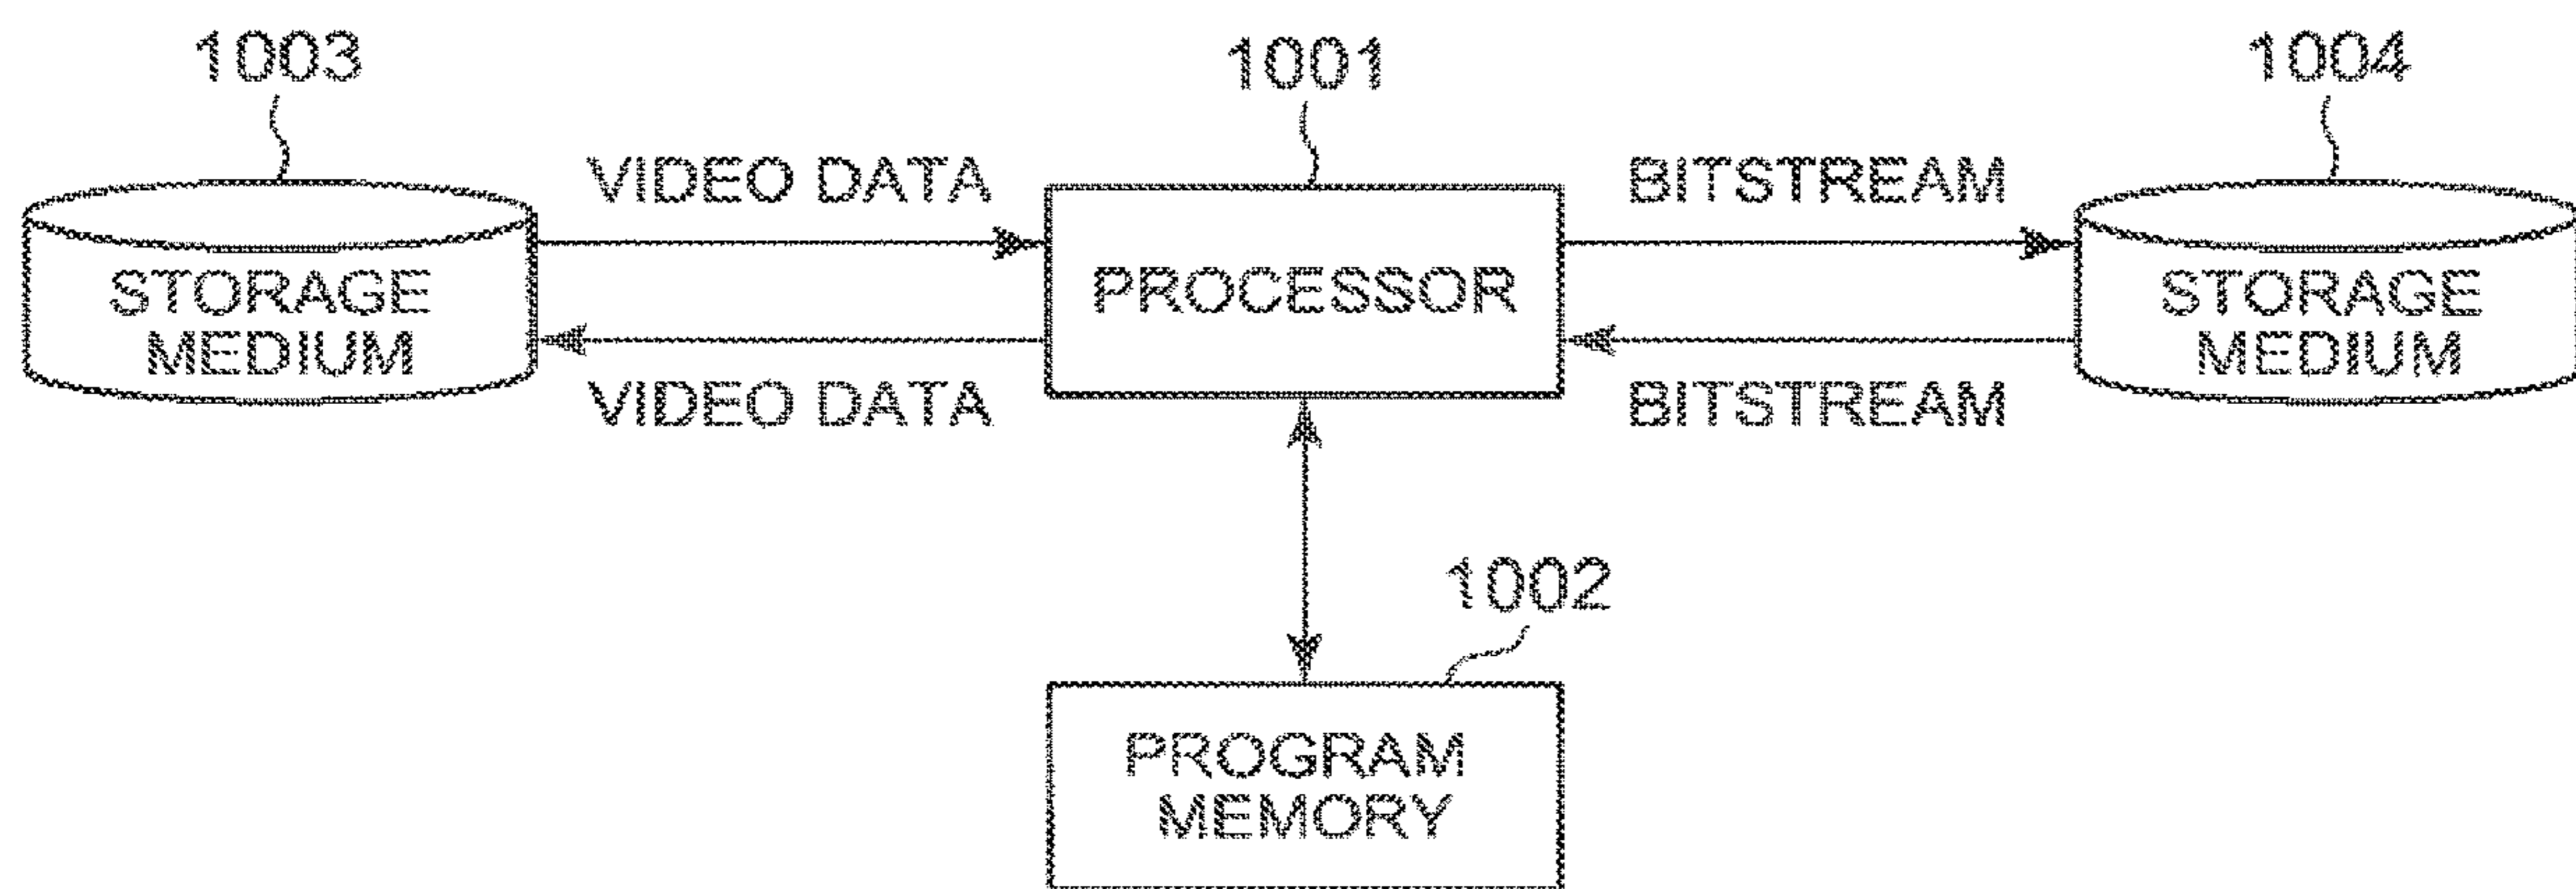 1003
1001
1004
VIDEO DATA
BITSTREAM
STORAGE
MEDIUM
PROCESSOR
STORAGE
MEDIUM
VIDEO DATA
BITSTREAM
1002
PROGRAM
MEMORY